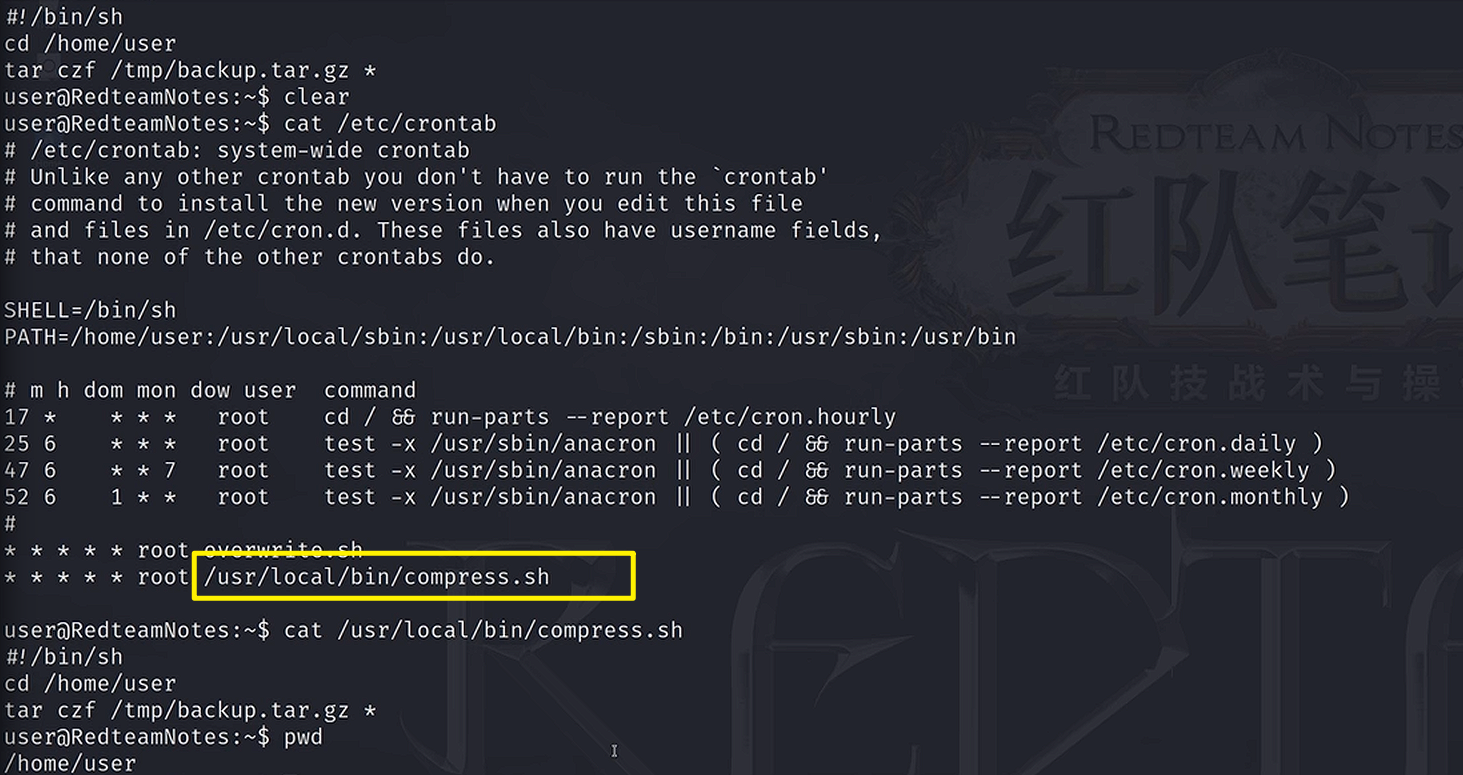 #!/bin/sh
cd /home/user
tar czf /tmp/backup.tar.gz *
user@RedteamNotes:~$ clear
user@RedteamNotes:~$ cat /etc/crontab
# /etc/crontab: system-wide crontab
# Unlike any other crontab you don't have to run the `crontab'
# command to install the new version when you edit this file
# and files in /etc/cron.d. These files also have username fields,
# that none of the other crontabs do.
SHELL=/bin/sh
PATH=/home/user:/usr/local/sbin:/usr/local/bin:/sbin:/bin:/usr/sbin:/usr/bin
# m h dom mon dow user  command
17 *    * * *   root    cd / && run-parts --report /etc/cron.hourly
25 6    * * *   root    test -x /usr/sbin/anacron || ( cd / && run-parts --report /etc/cron.daily )
47 6    * * 7   root    test -x /usr/sbin/anacron || ( cd / && run-parts --report /etc/cron.weekly )
52 6    1 * *   root    test -x /usr/sbin/anacron || ( cd / && run-parts --report /etc/cron.monthly )
#
* * * * * root overwrite.sh
* * * * * root /usr/local/bin/compress.sh
user@RedteamNotes:~$ cat /usr/local/bin/compress.sh
#!/bin/sh
cd /home/user
tar czf /tmp/backup.tar.gz *
user@RedteamNotes:~$ pwd
/home/user
REDTEAM NOTES
红队笔
红队技战术与操